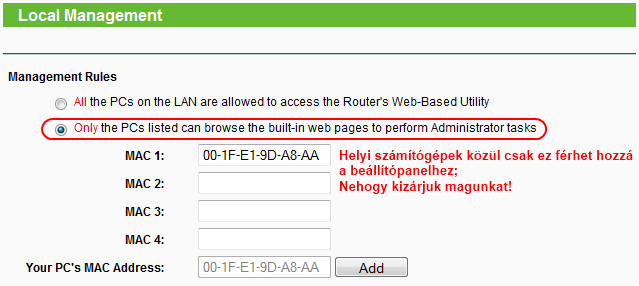 Local Management
Management Rules
All the PCs on the LAN are allowed to access the Router's Web-Based Utility
Only the PCs listed can browse the built-in web pages to perform Administrator tasks
MAC 1: 00-1F-E1-9D-A8-AA Helyi számítógépek közül csak ez férhet hozzá
a beállítópanelhez;
MAC 2: Nehogy kizárjuk magunkat!
MAC 3:
MAC 4:
Your PC's MAC Address: 00-1F-E1-9D-A8-AA Add